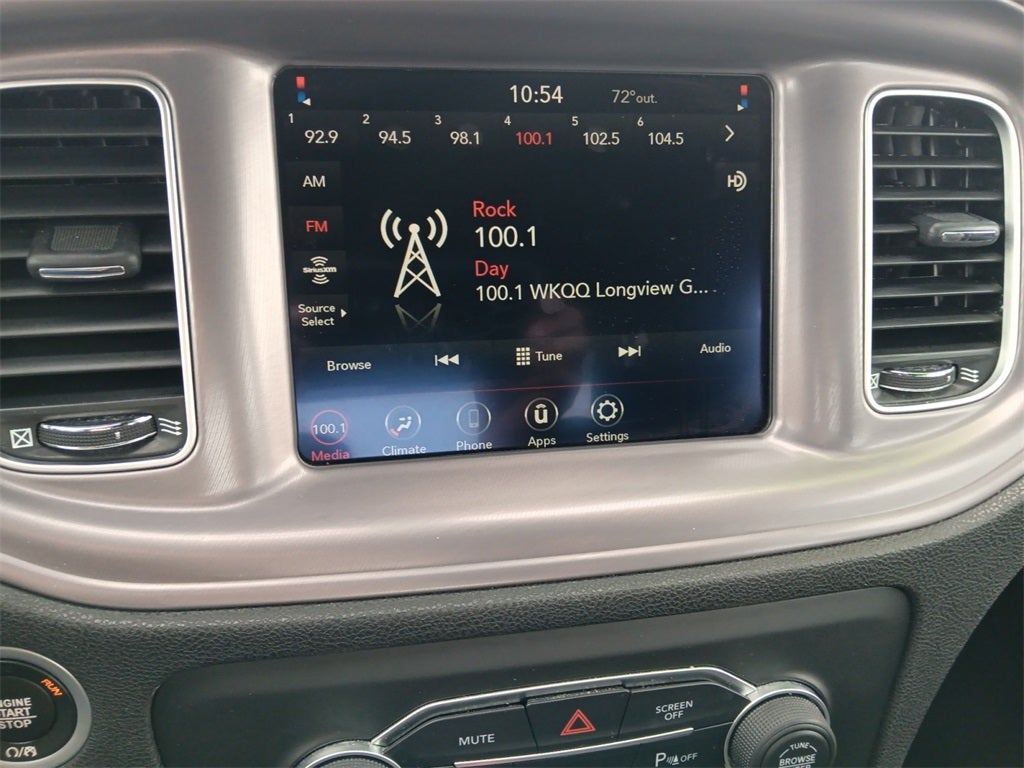 10:54 72°out.
1 92.9 2 94.5 3 98.1 4 100.1 5 102.5 6 104.5
AM
HD
FM
Rock
100.1
SiriusXM
Day
100.1 WKQQ Longview G...
Source
Select
Browse Tune Audio
100.1
Media Climate Phone Apps Settings
RUN
START
STOP
MUTE
SCREEN
OFF
P OFF
TUNE
BROWSE